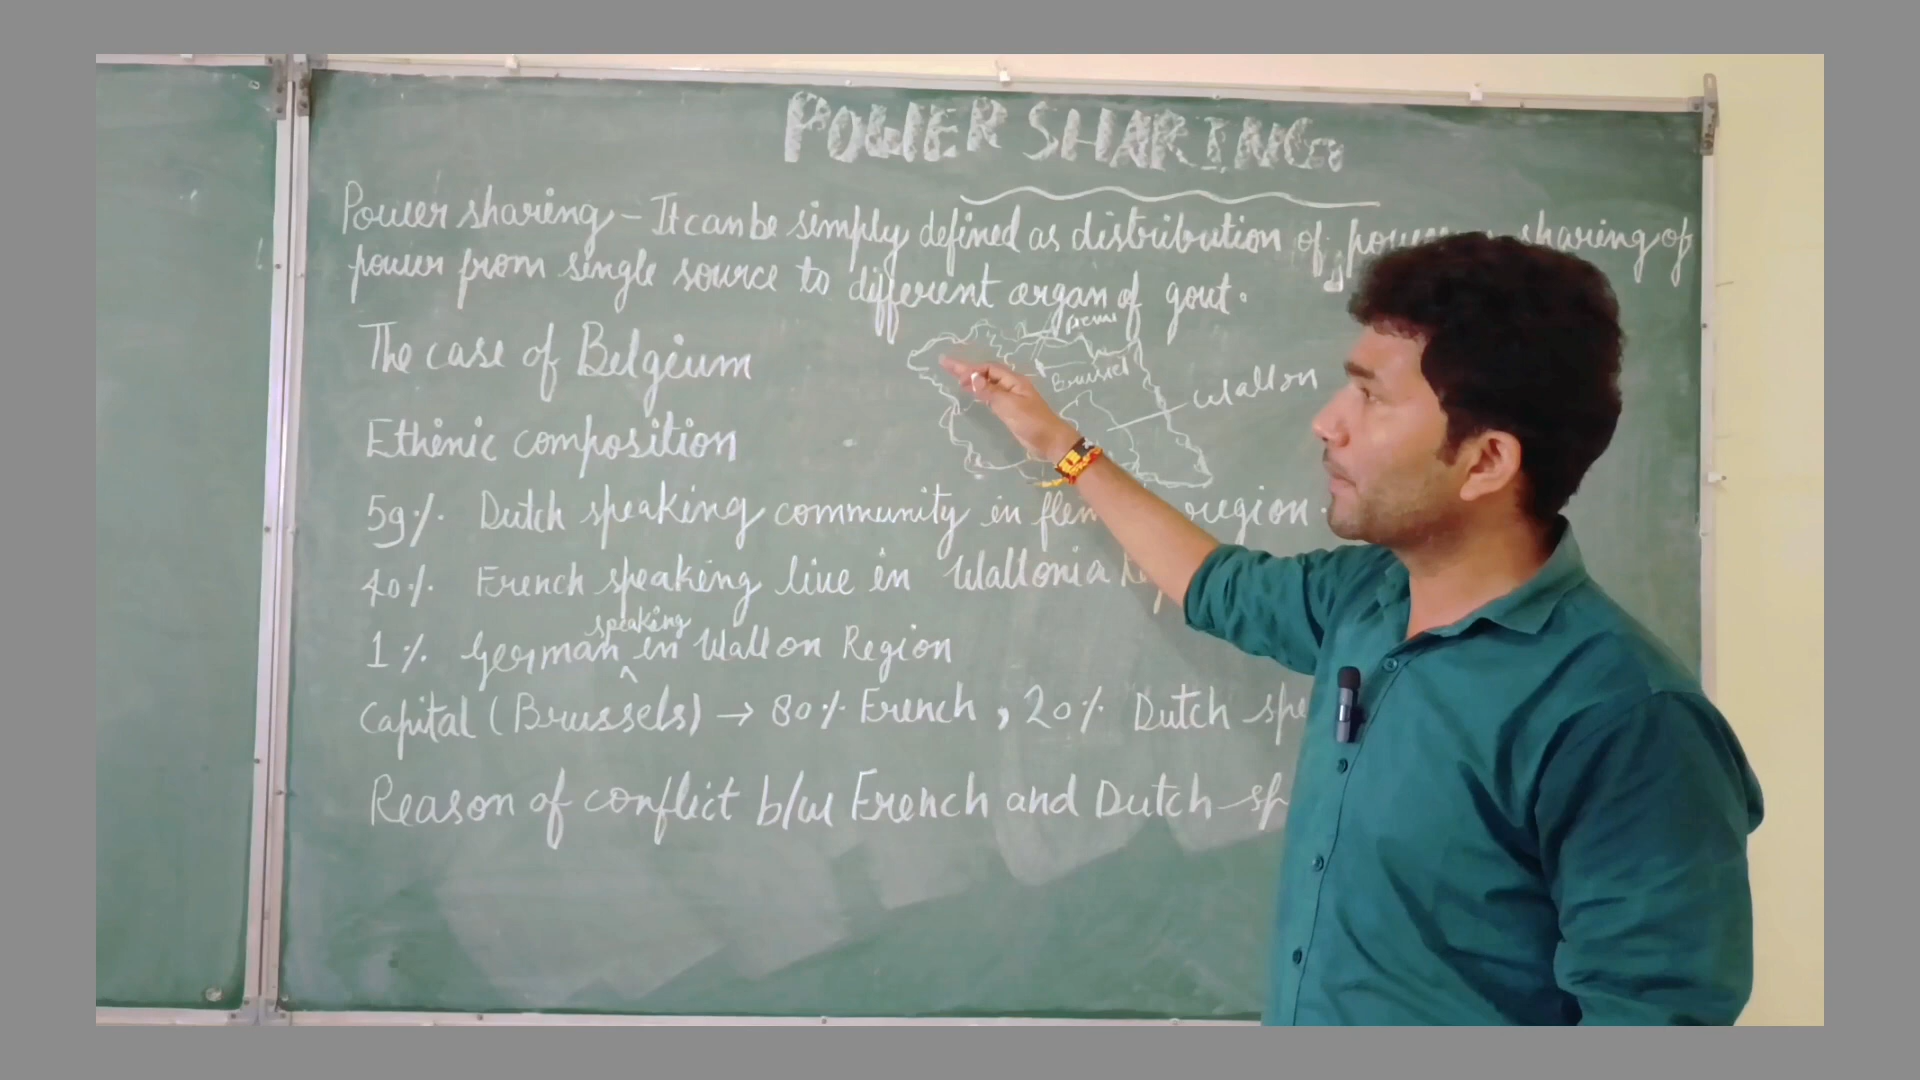 POWER SHARING
Power sharing - It can be simply defined as distribution of power sharing of
power from single source to different organ of govt.
The case of Belgium
Brussel
Wallon
Ethinic composition
59% Dutch speaking community in flem region.
40% French speaking live in Wallonia
speaking
1% German in Wallon Region
Capital (Brussels) → 80% French, 20% Dutch spe
Reason of conflict b/w French and Dutch sp